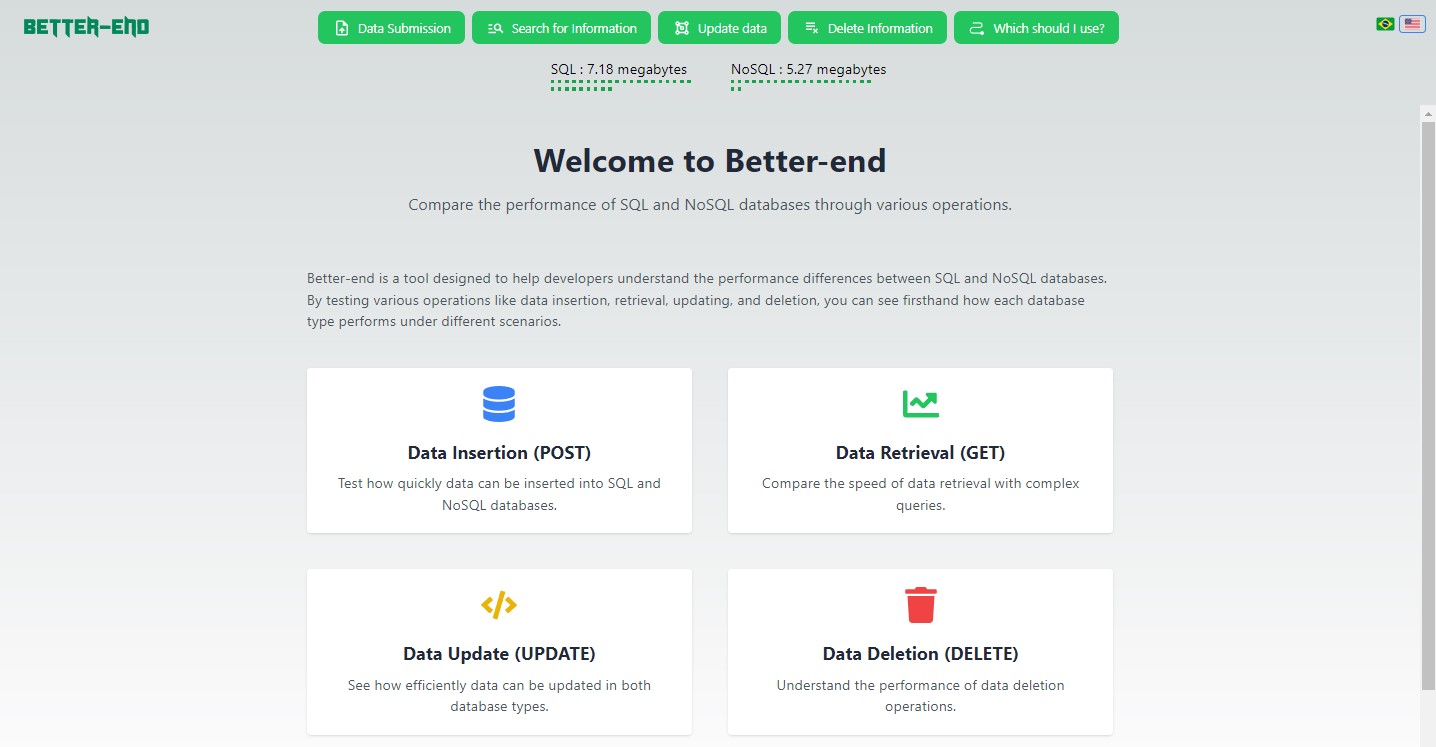 BETTER-END
Data Submission
Search for Information
Update data
Delete Information
Which should I use?
SQL : 7.18 megabytes
NoSQL : 5.27 megabytes
Welcome to Better-end
Compare the performance of SQL and NoSQL databases through various operations.
Better-end is a tool designed to help developers understand the performance differences between SQL and NoSQL databases.
By testing various operations like data insertion, retrieval, updating, and deletion, you can see firsthand how each database
type performs under different scenarios.
Data Insertion (POST)
Test how quickly data can be inserted into SQL and
NoSQL databases.
Data Retrieval (GET)
Compare the speed of data retrieval with complex
queries.
Data Update (UPDATE)
See how efficiently data can be updated in both
database types.
Data Deletion (DELETE)
Understand the performance of data deletion
operations.